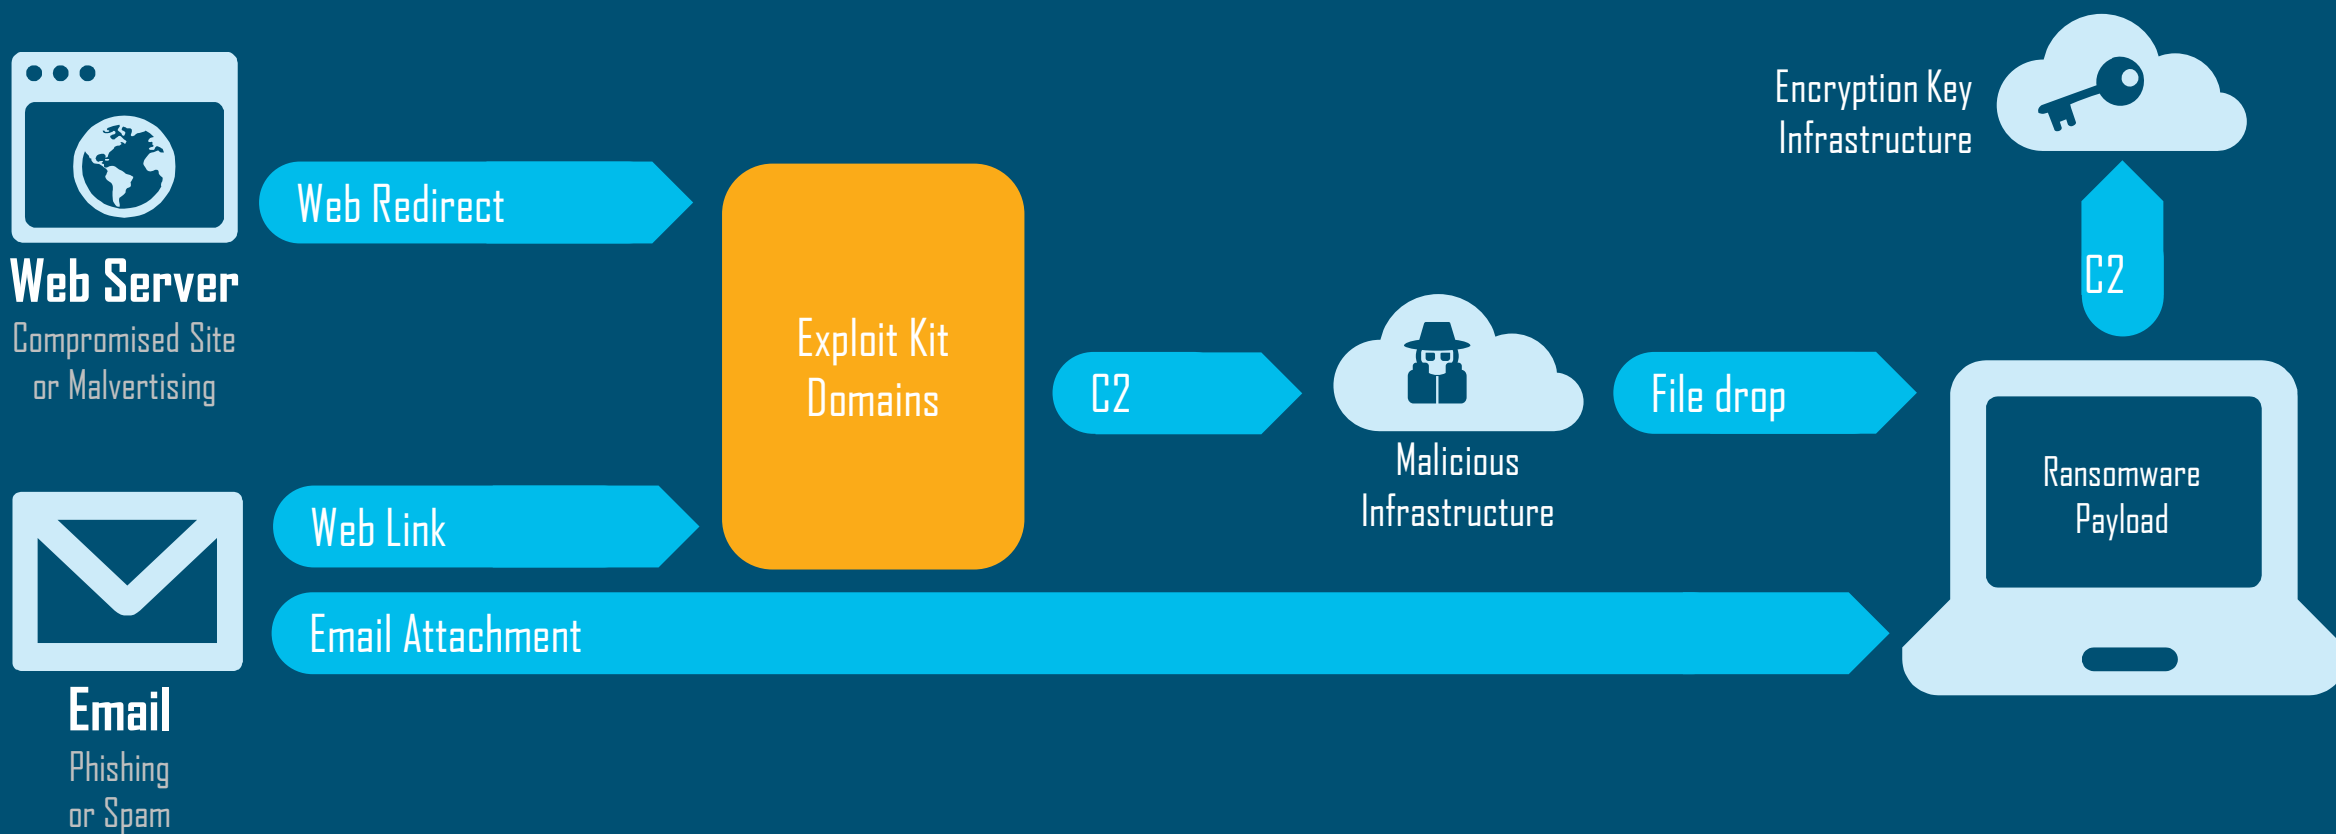 Web Server
Compromised Site
or Malvertising
Web Redirect
Email
Phishing
or Spam
Web Link
Email Attachment
Exploit Kit
Domains
C2
Malicious
Infrastructure
File drop
Ransomware
Payload
C2
Encryption Key
Infrastructure